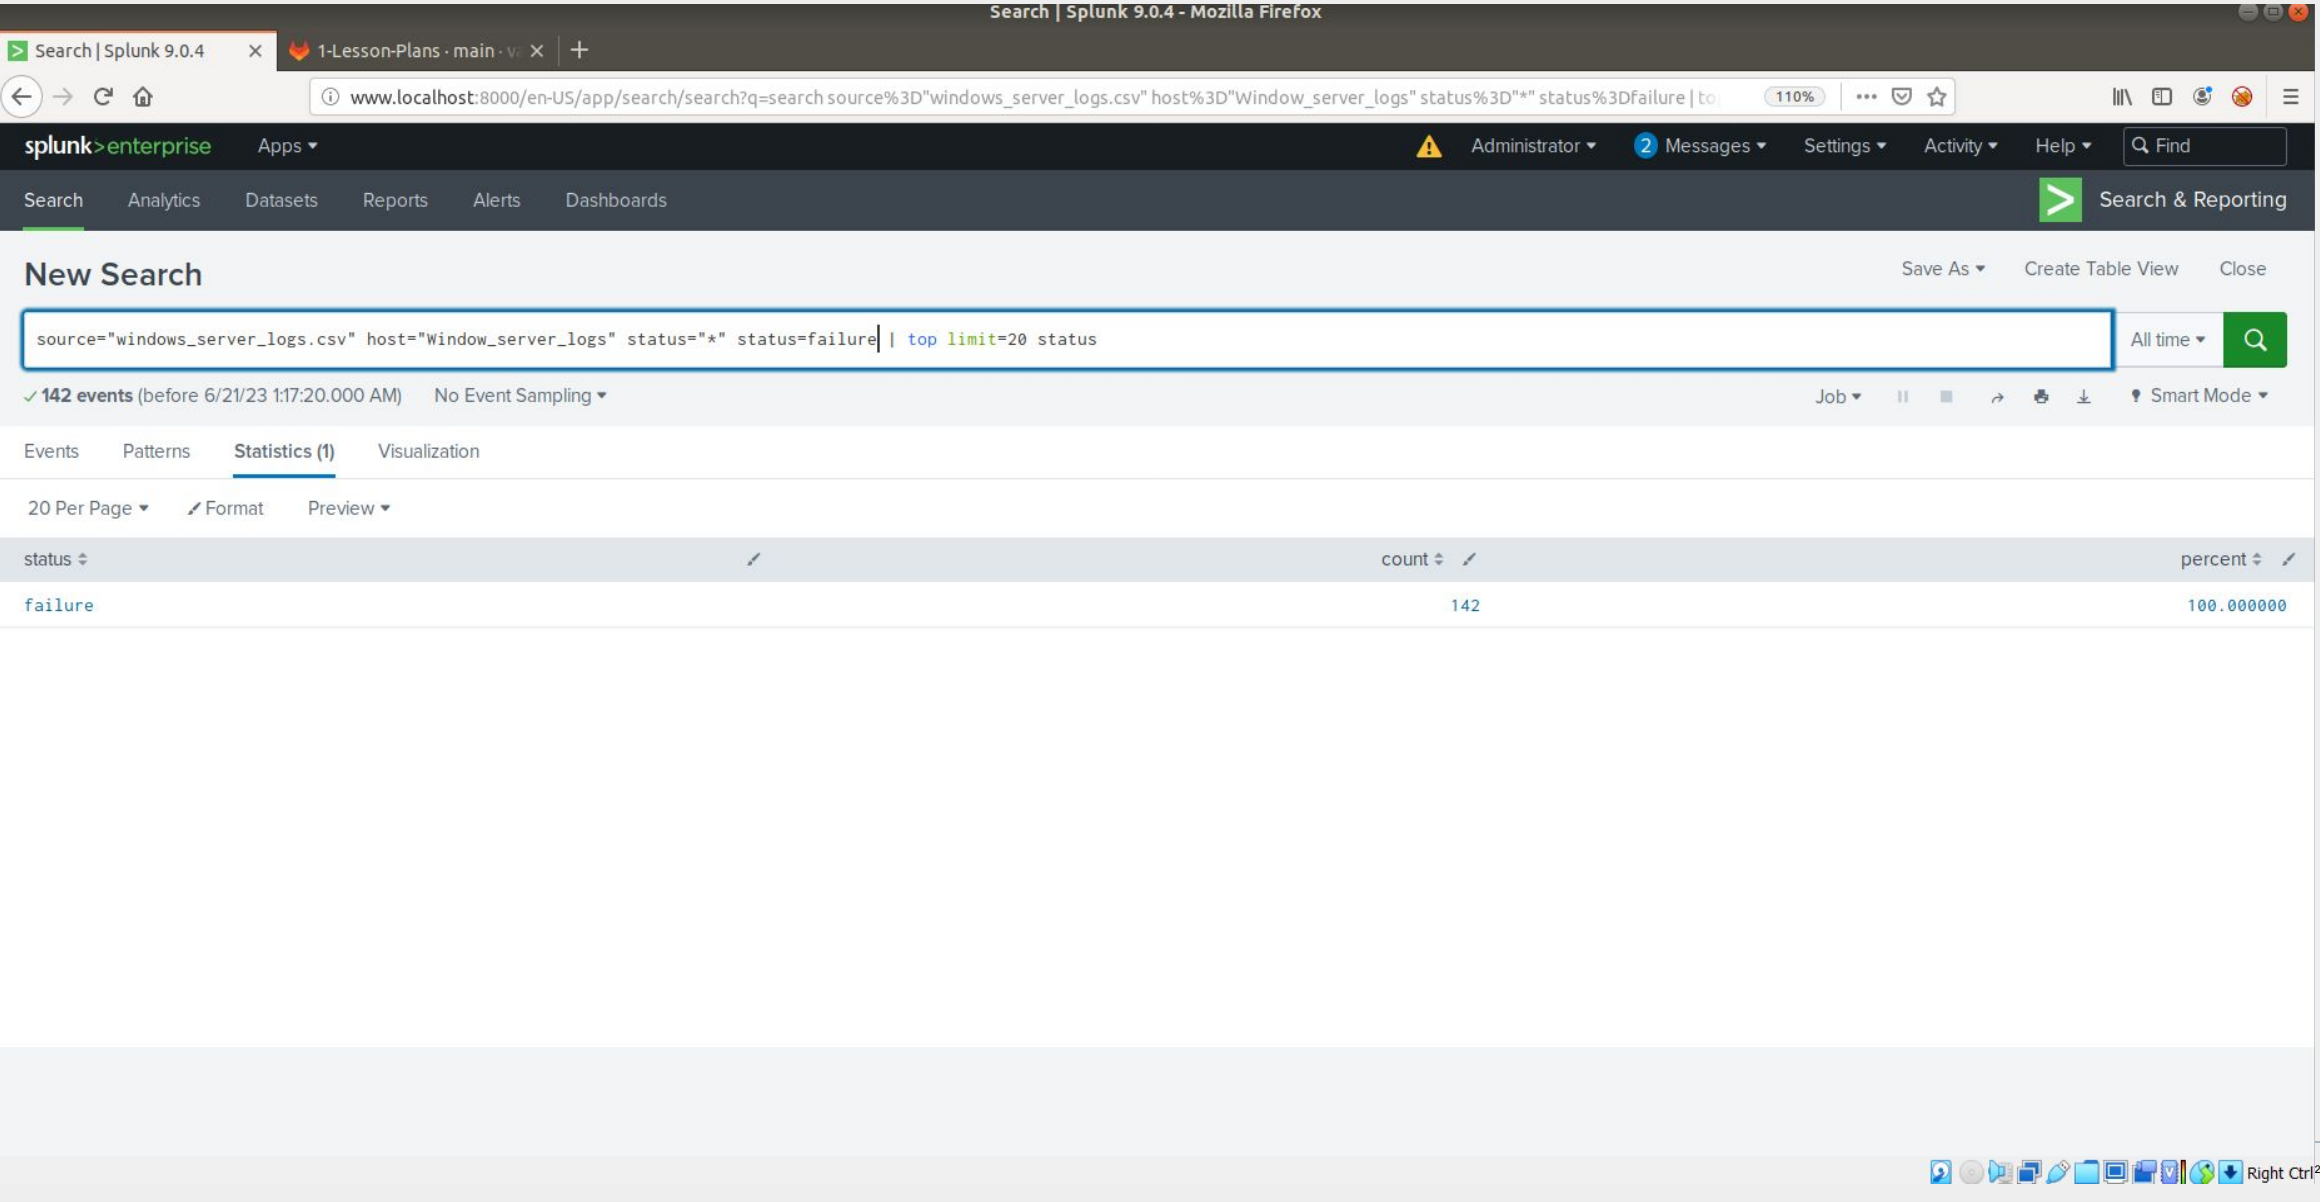 Search | Splunk 9.0.4 - Mozilla Firefox
Search | Splunk 9.0.4
1-Lesson-Plans · main · va
www.localhost:8000/en-US/app/search/search?q=search source%3D"windows_server_logs.csv" host%3D"Window_server_logs" status%3D"*" status%3Dfailure | to
110%
splunk>enterprise Apps
Administrator 2 Messages Settings Activity Help Find
Search Analytics Datasets Reports Alerts Dashboards
Search & Reporting
New Search
Save As Create Table View Close
source="windows_server_logs.csv" host="Window_server_logs" status="*" status=failure | top limit=20 status
All time
142 events (before 6/21/23 1:17:20.000 AM) No Event Sampling
Job Smart Mode
Events Patterns Statistics (1) Visualization
20 Per Page Format Preview
status count percent
failure 142 100.000000
Right Ctrl